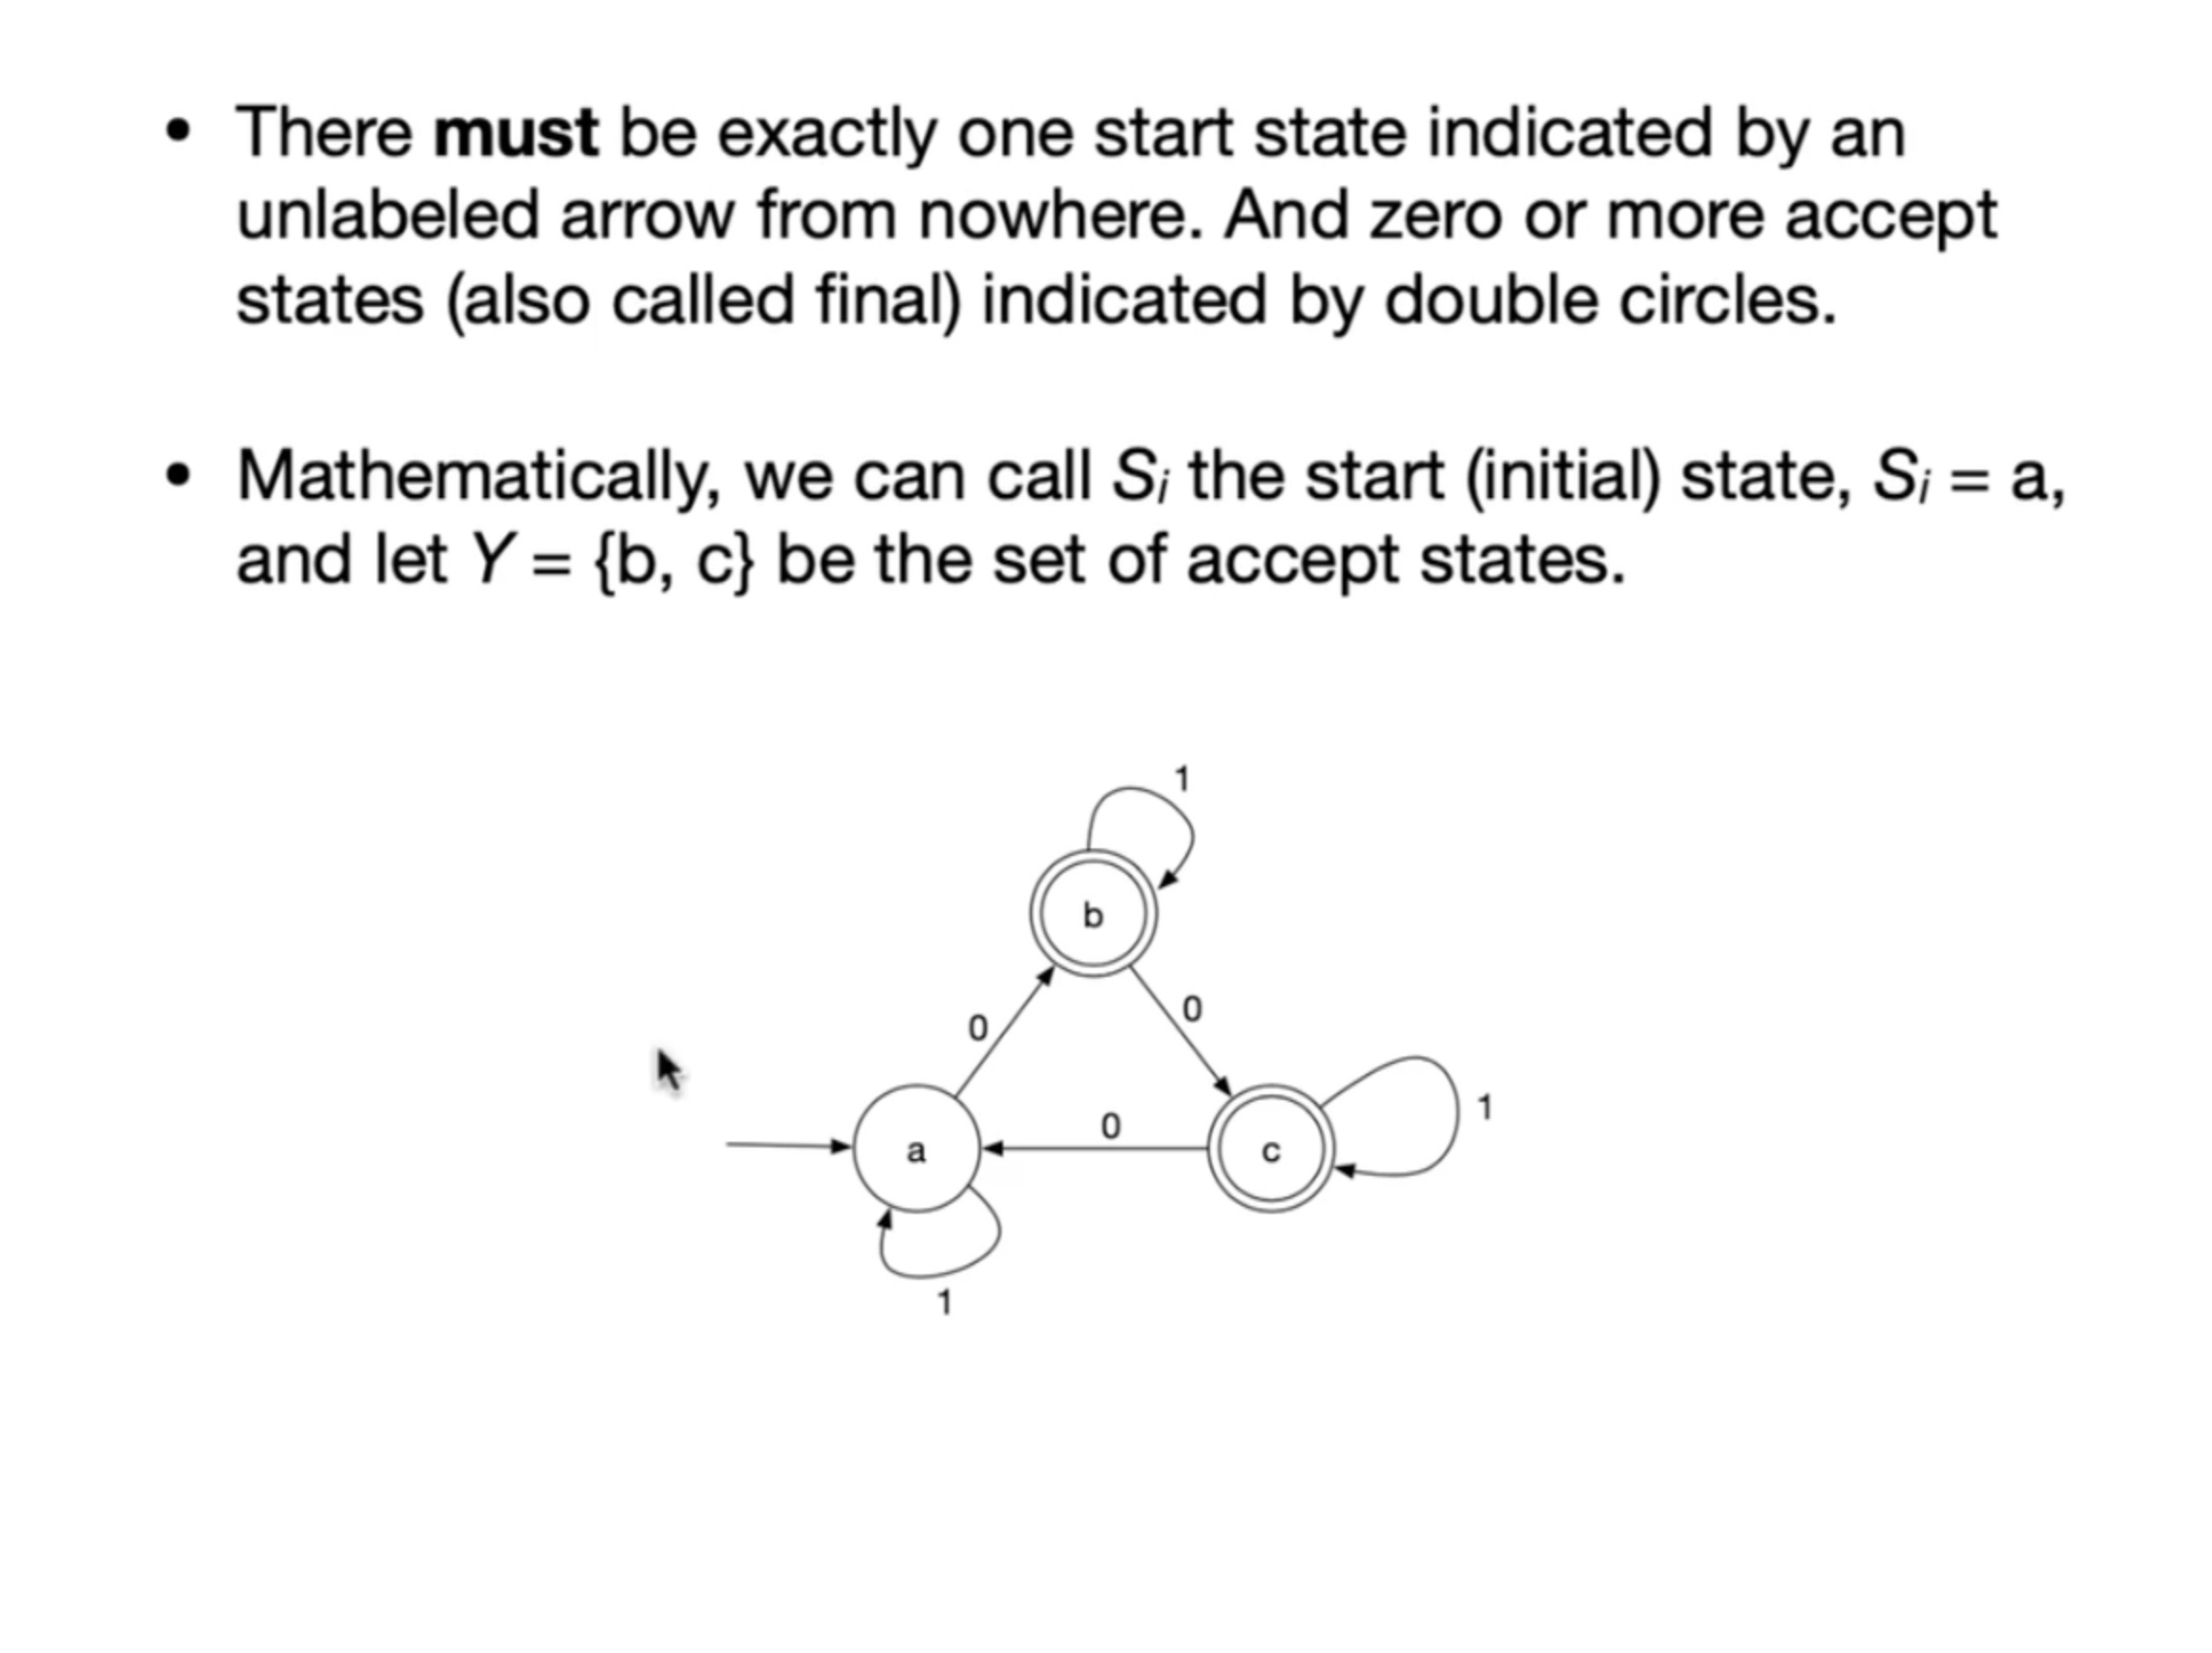 • There must be exactly one start state indicated by an
unlabeled arrow from nowhere. And zero or more accept
states (also called final) indicated by double circles.
• Mathematically, we can call Si the start (initial) state, Si = a,
and let Y = {b, c} be the set of accept states.
1
b
0
0
1
0
a
c
1